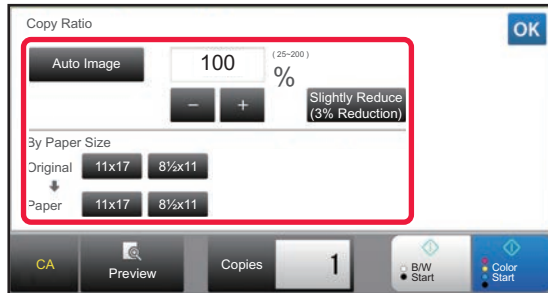 Copy Ratio
OK
Auto Image
100
(25~200)
%
−
+
Slightly Reduce
(3% Reduction)
By Paper Size
Original
11x17
8½x11
Paper
11x17
8½x11
CA
Preview
Copies
1
B/W
Start
Color
Start